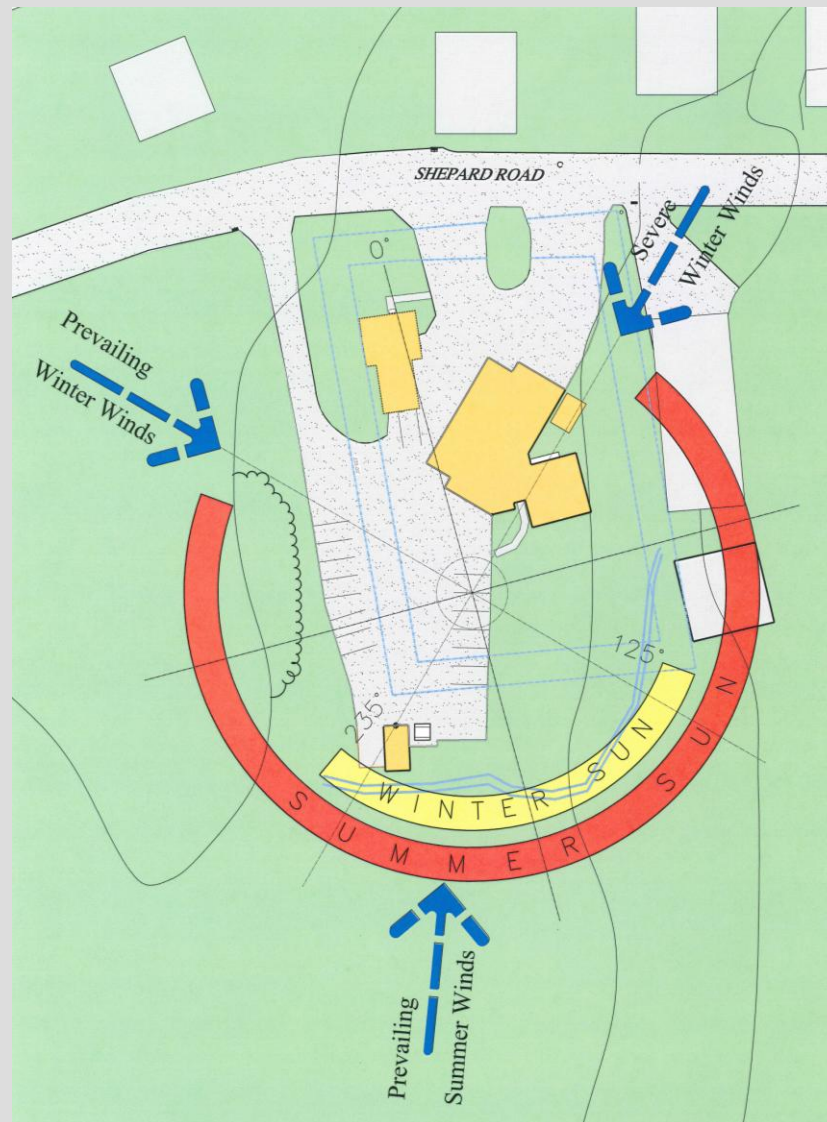 SHEPARD ROAD
0°
Severe
Winter Winds
Prevailing
Winter Winds
125°
235°
WINTER SUN
SUMMER SUN
Prevailing
Summer Winds